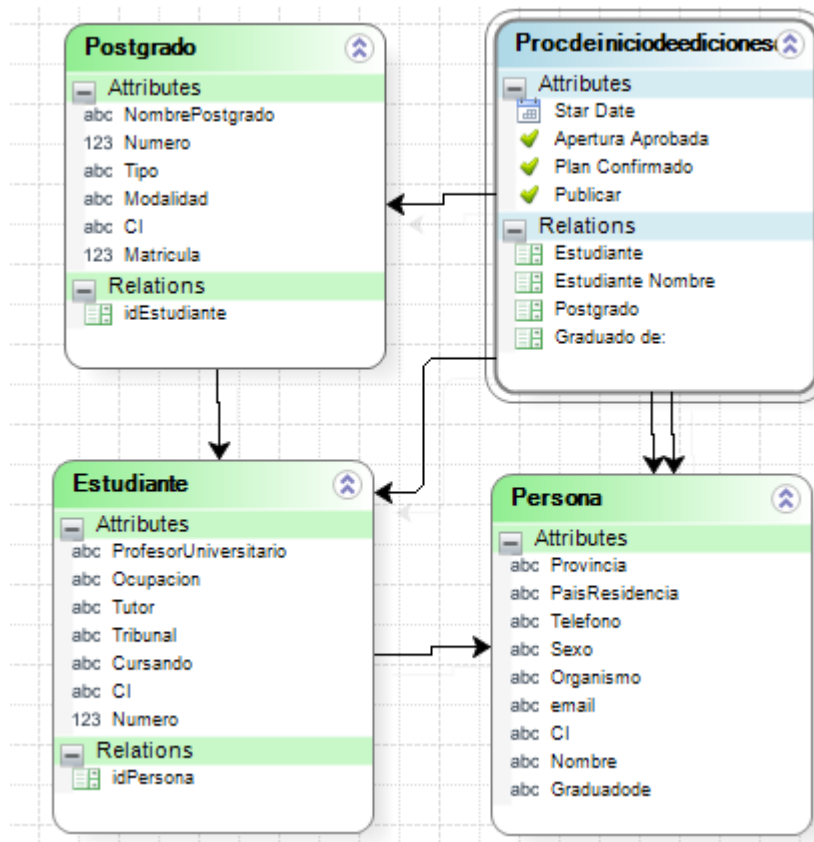 Postgrado
Attributes
abc NombrePostgrado
123 Numero
abc Tipo
abc Modalidad
abc CI
123 Matricula
Relations
idEstudiante
Procdeiniciodeediciones
Attributes
Star Date
Apertura Aprobada
Plan Confirmado
Publicar
Relations
Estudiante
Estudiante Nombre
Postgrado
Graduado de:
Estudiante
Attributes
abc ProfesorUniversitario
abc Ocupacion
abc Tutor
abc Tribunal
abc Cursando
abc CI
123 Numero
Relations
idPersona
Persona
Attributes
abc Provincia
abc PaisResidencia
abc Telefono
abc Sexo
abc Organismo
abc email
abc CI
abc Nombre
abc Graduadode